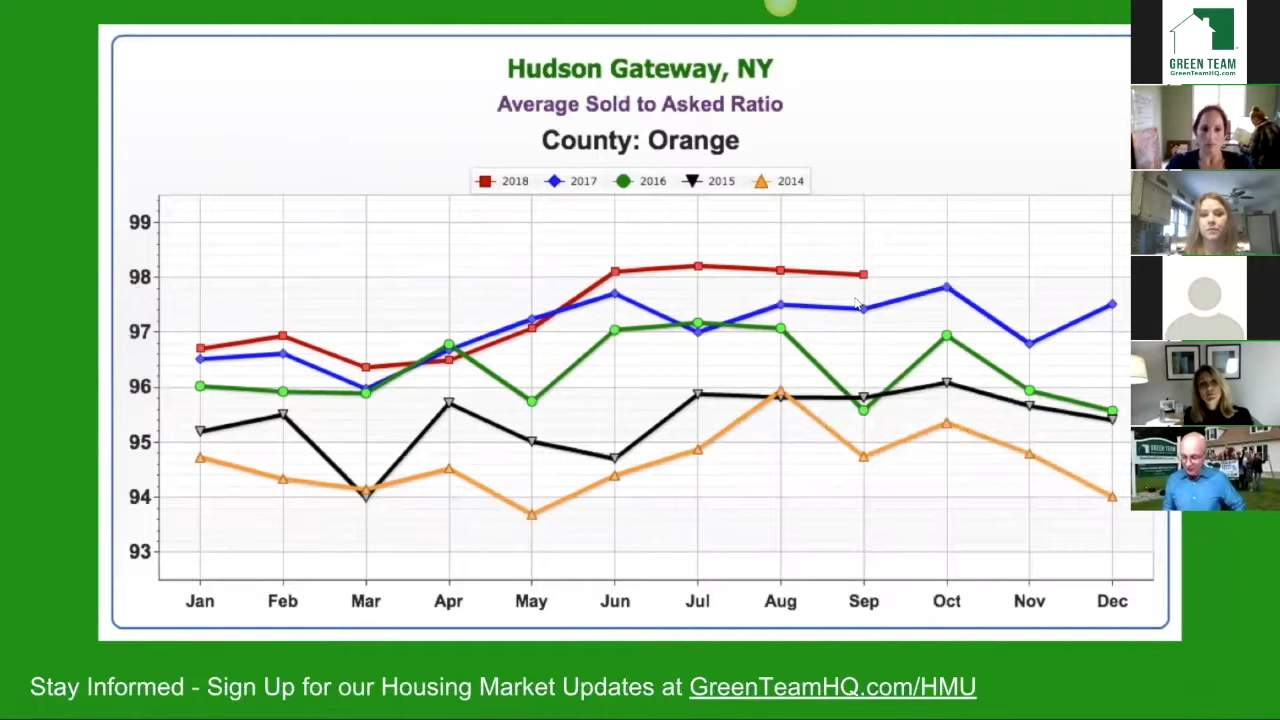 Hudson Gateway, NY
Average Sold to Asked Ratio
County: Orange
2018 2017 2016 2015 2014
99
98
97
96
95
94
93
Jan Feb Mar Apr May Jun Jul Aug Sep Oct Nov Dec
Stay Informed - Sign Up for our Housing Market Updates at GreenTeamHQ.com/HMU
GREEN TEAM
GreenTeamHQ.com
GREEN TEAM